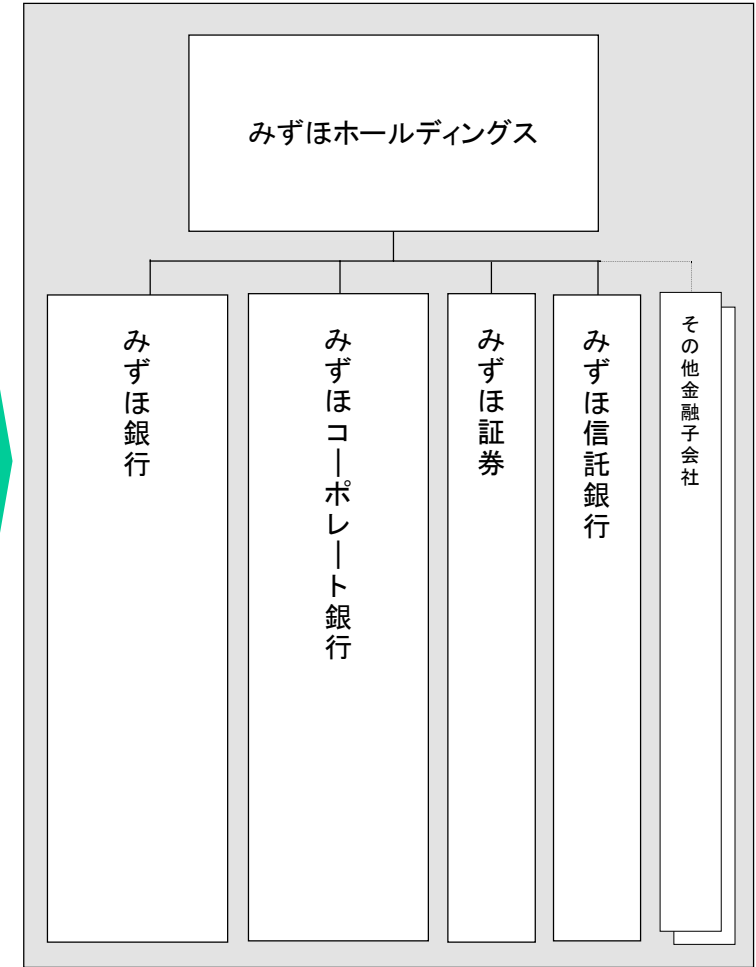 みずほホールディングス
みずほ銀行
みずほコーポレート銀行
みずほ証券
みずほ信託銀行
その他金融子会社